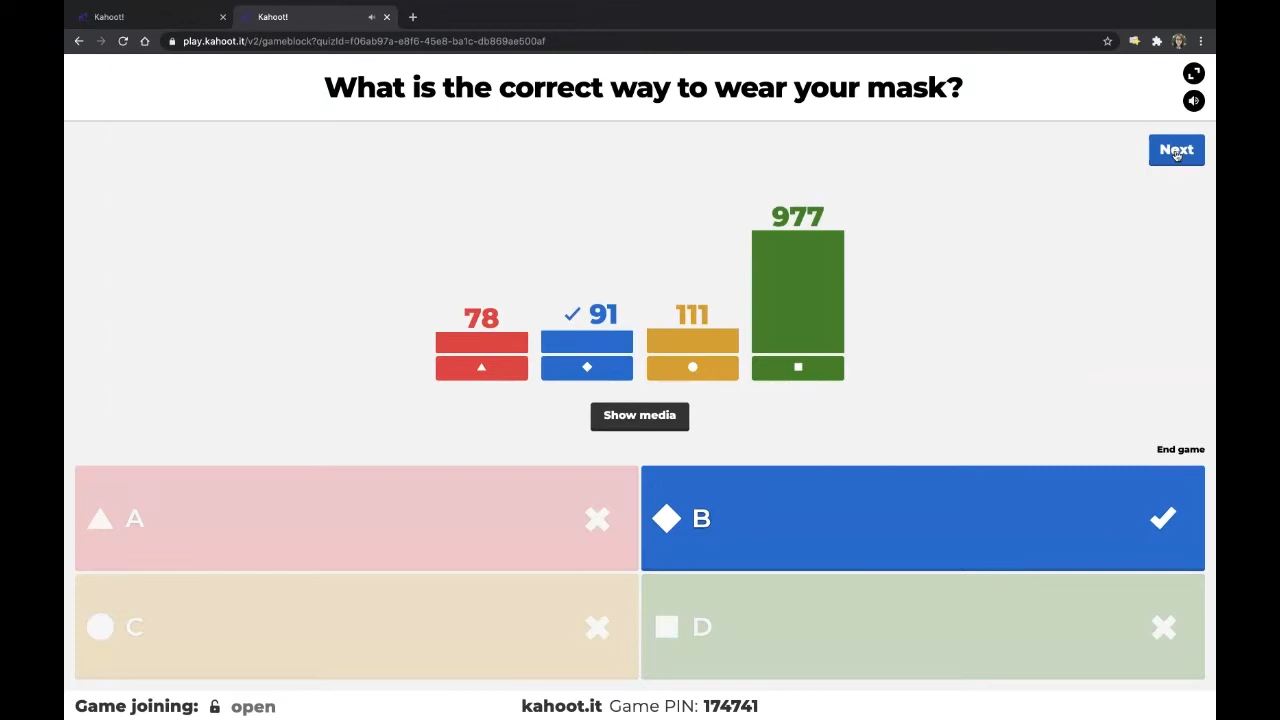 Kahoot!
Kahoot!
play.kahoot.it/v2/gameblock?quizId=f06ab97a-e8f6-45e8-ba1c-db869ae500af
What is the correct way to wear your mask?
Next
977
78
91
111
Show media
End game
A
B
C
D
Game joining: open
kahoot.it Game PIN: 174741